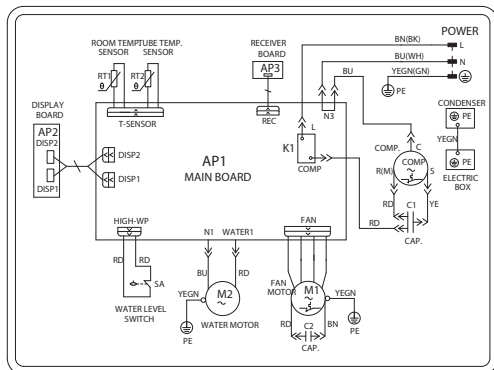 POWER
BN(BK)
L
BU(WH)
N
YEGN(GN)
PE
ROOM TEMP.
SENSOR
TUBE TEMP.
SENSOR
RT1
RT2
θ
θ
RECEIVER
BOARD
AP3
BU
T-SENSOR
REC
N3
L
K1
COMP
DISPLAY
BOARD
AP2
DISP2
DISP1
DISP2
DISP1
AP1
MAIN BOARD
CONDENSER
PE
YEGN
PE
ELECTRIC
BOX
COMP.
C
COMP
R(M)
S
RD
YE
C1
RD
CAP.
HIGH-WP
RD
RD
SA
WATER LEVEL
SWITCH
N1
WATER1
BU
RD
YEGN
M2
PE
WATER MOTOR
FAN
FAN
MOTOR
M1
YEGN
PE
RD
C2
BN
CAP.